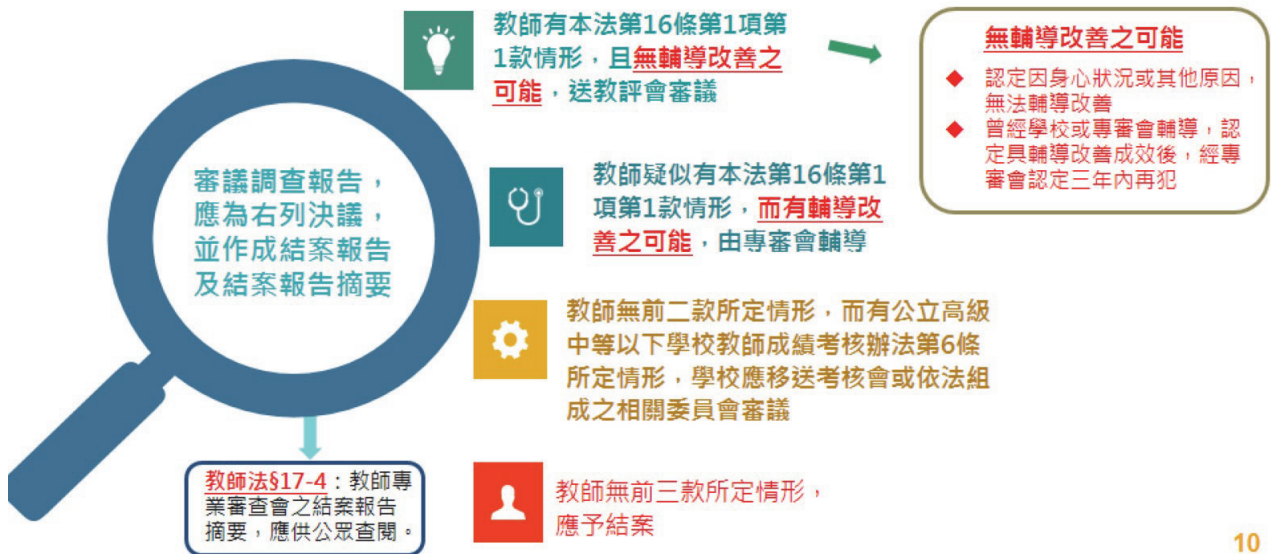 審議調查報告，
應為右列決議，
並作成結案報告
及結案報告摘要
教師法§17-4：教師專
業審查會之結案報告
摘要，應供公眾查閱。
教師有本法第16條第1項第
1款情形，且無輔導改善之
可能，送教評會審議
無輔導改善之可能
◆ 認定因身心狀況或其他原因，
無法輔導改善
◆ 曾經學校或專審會輔導，認
定具輔導改善成效後，經專
審會認定三年內再犯
教師疑似有本法第16條第1
項第1款情形，而有輔導改
善之可能，由專審會輔導
教師無前二款所定情形，而有公立高級
中等以下學校教師成績考核辦法第6條
所定情形，學校應移送考核會或依法組
成之相關委員會審議
教師無前三款所定情形，
應予結案
10